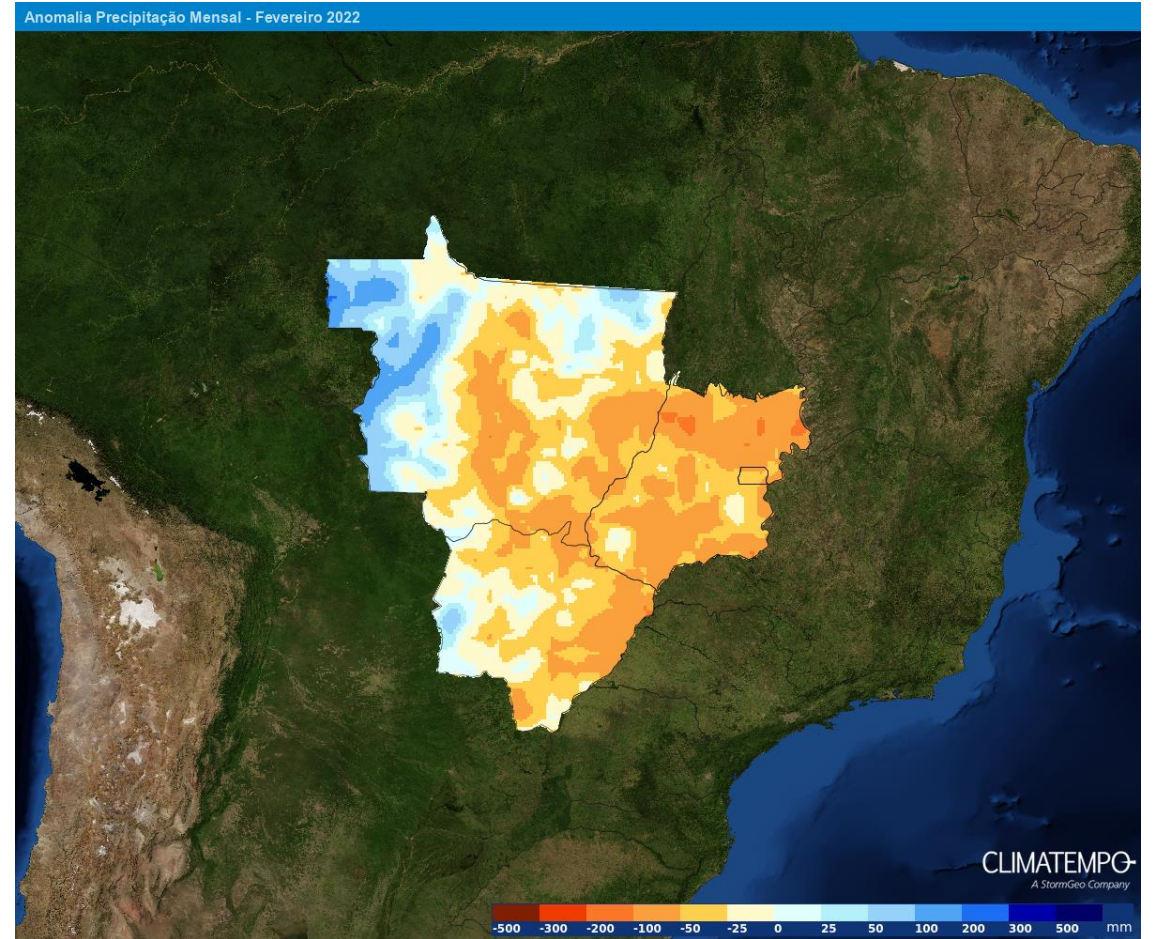 Anomalia Precipitação Mensal - Fevereiro 2022
CLIMATEMPO
A StormGeo Company
-500 -300 -200 -100 -50 -25 0 25 50 100 200 300 500 mm